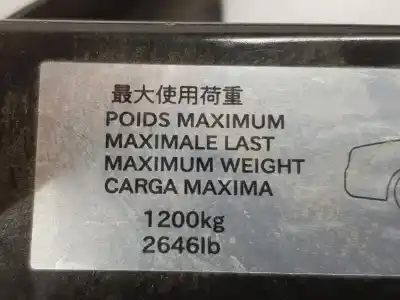 最大使用荷重
POIDS MAXIMUM
MAXIMALE LAST
MAXIMUM WEIGHT
CARGA MAXIMA
1200kg
2646lb